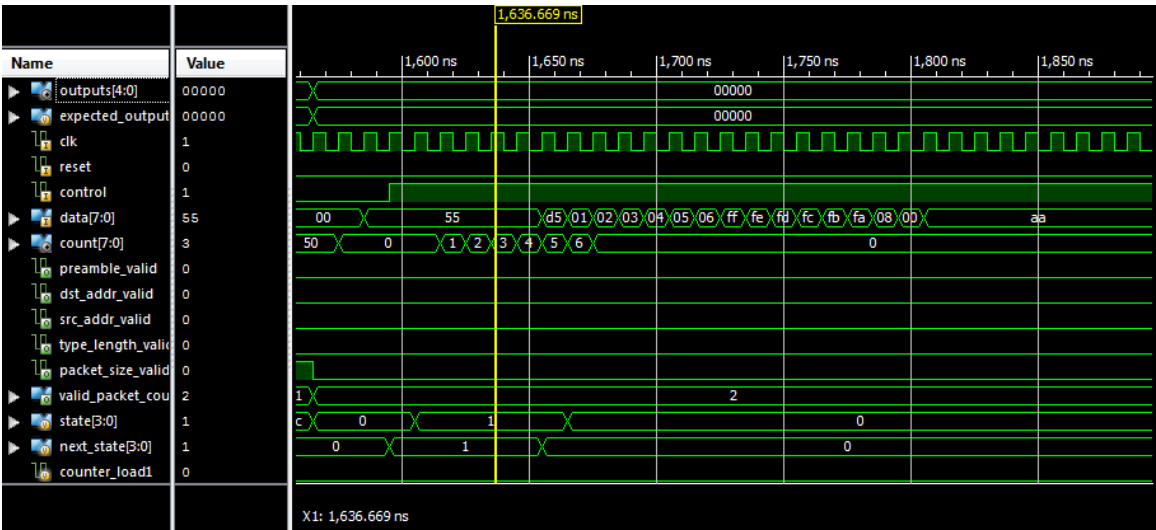 1,636.669 ns
Name Value 1,600 ns 1,650 ns 1,700 ns 1,750 ns 1,800 ns 1,850 ns
outputs[4:0] 00000 00000
expected_output 00000 00000
clk 1
reset 0
control 1
data[7:0] 55 00 55 d5 01 02 03 04 05 06 ff fe fd fc fb fa 08 00 aa
count[7:0] 3 50 0 1 2 3 4 5 6 0
preamble_valid 0
dst_addr_valid 0
src_addr_valid 0
type_length_valid 0
packet_size_valid 0
valid_packet_cou 2 1 2
state[3:0] 1 c 0 1 0
next_state[3:0] 1 0 1 0
counter_load1 0
X1: 1,636.669 ns